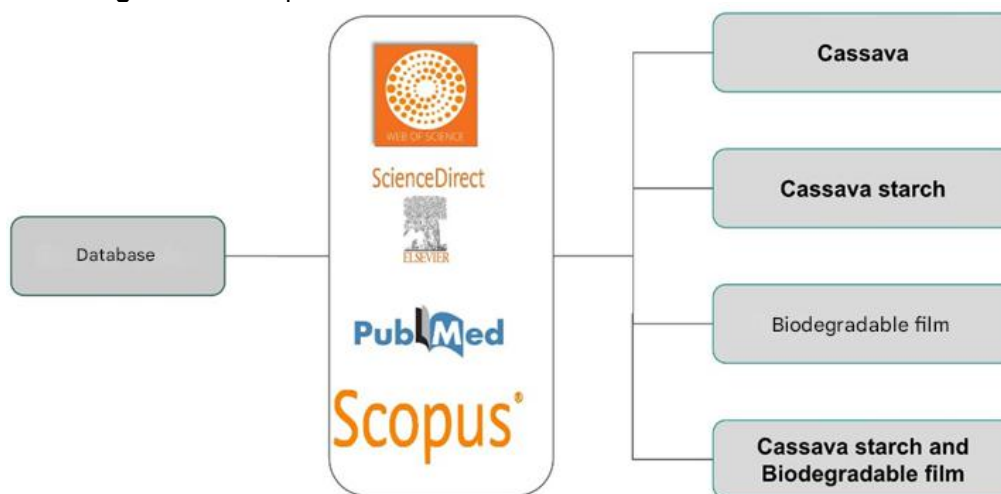 Database
WEB OF SCIENCE
ScienceDirect
ELSEVIER
PubMed
Scopus®
Cassava
Cassava starch
Biodegradable film
Cassava starch and
Biodegradable film